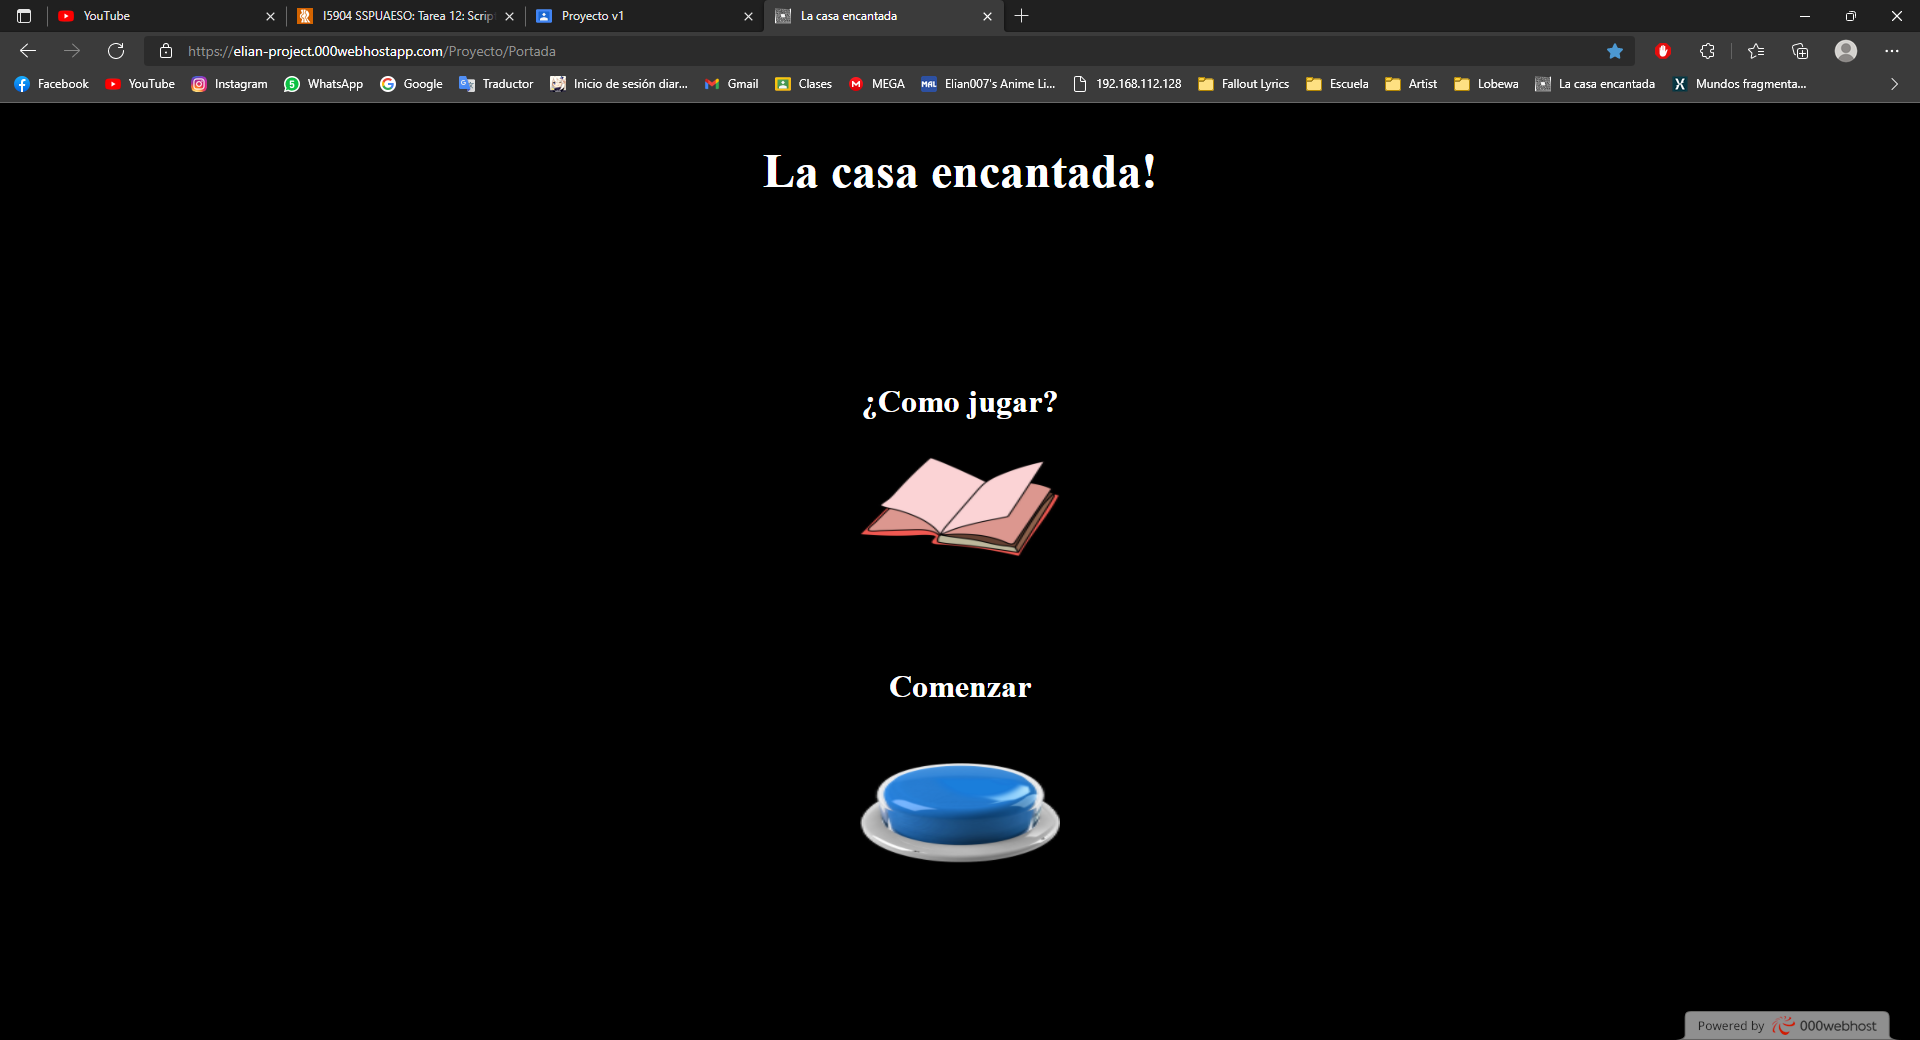 YouTube
I5904 SSPUAESO: Tarea 12: Scrip
Proyecto v1
La casa encantada
https://elian-project.000webhostapp.com/Proyecto/Portada
Facebook
YouTube
Instagram
WhatsApp
Google
Traductor
Inicio de sesión diar...
Gmail
Clases
MEGA
MAL
Elian007's Anime Li...
192.168.112.128
Fallout Lyrics
Escuela
Artist
Lobewa
La casa encantada
Mundos fragmenta...
La casa encantada!
¿Como jugar?
Comenzar
Powered by 000webhost